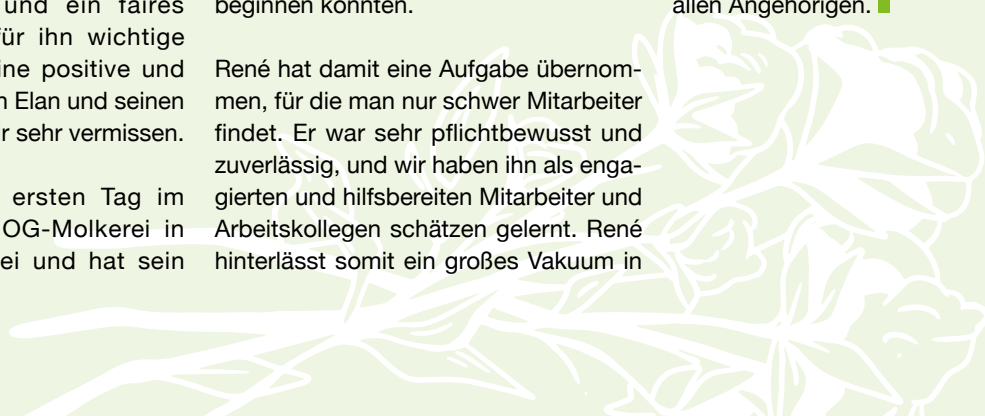 und ein faires
für ihn wichtige
positive und
Elan und seinen
sehr vermissen.
ersten Tag im
OG-Molkerei in
und hat sein
beginnen konnten.
René hat damit eine Aufgabe übernom-
men, für die man nur schwer Mitarbeiter
findet. Er war sehr pflichtbewusst und
zuverlässig, und wir haben ihn als enga-
gierten und hilfsbereiten Mitarbeiter und
Arbeitskollegen schätzen gelernt. René
hinterlässt somit ein großes Vakuum in
allen Angehörigen.